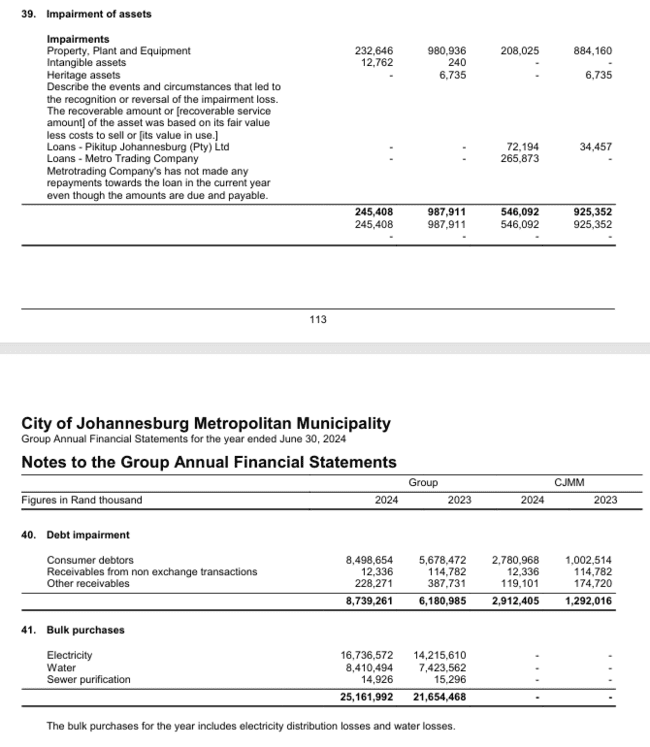 39. Impairment of assets
Impairments
Property, Plant and Equipment 232,646 980,936 208,025 884,160
Intangible assets 12,762 240 - -
Heritage assets - 6,735 - 6,735
Describe the events and circumstances that led to
the recognition or reversal of the impairment loss.
The recoverable amount or [recoverable service
amount] of the asset was based on its fair value
less costs to sell or [its value in use.]
Loans - Pikitup Johannesburg (Pty) Ltd - - 72,194 34,457
Loans - Metro Trading Company - - 265,873 -
Metrotrading Company's has not made any
repayments towards the loan in the current year
even though the amounts are due and payable.
245,408 987,911 546,092 925,352
245,408 987,911 546,092 925,352
- - - -
113
City of Johannesburg Metropolitan Municipality
Group Annual Financial Statements for the year ended June 30, 2024
Notes to the Group Annual Financial Statements
Group CJMM
Figures in Rand thousand 2024 2023 2024 2023
40. Debt impairment
Consumer debtors 8,498,654 5,678,472 2,780,968 1,002,514
Receivables from non exchange transactions 12,336 114,782 12,336 114,782
Other receivables 228,271 387,731 119,101 174,720
8,739,261 6,180,985 2,912,405 1,292,016
41. Bulk purchases
Electricity 16,736,572 14,215,610 - -
Water 8,410,494 7,423,562 - -
Sewer purification 14,926 15,296 - -
25,161,992 21,654,468 - -
The bulk purchases for the year includes electricity distribution losses and water losses.